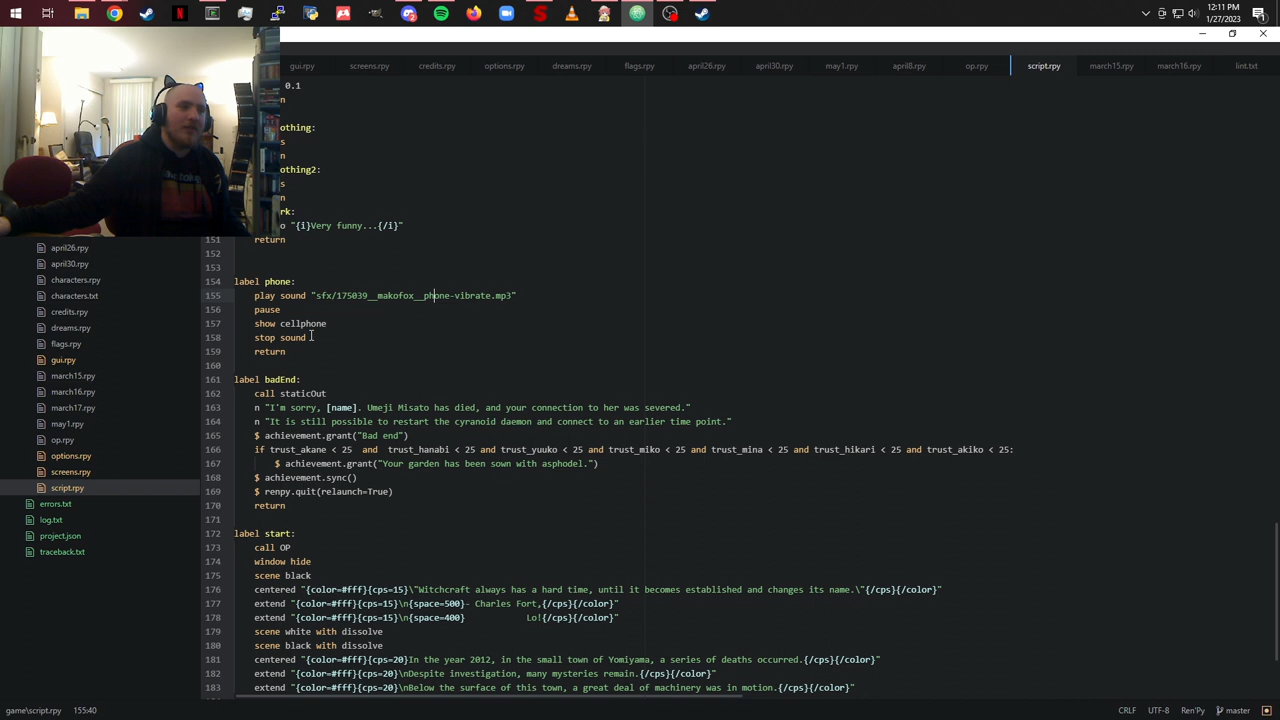 12:11 PM
1/27/2023
gui.rpy screens.rpy credits.rpy options.rpy dreams.rpy flags.rpy april26.rpy april30.rpy may1.rpy april8.rpy op.rpy script.rpy march15.rpy march16.rpy lint.txt
0.1
n
othing:
s
n
othing2:
s
n
rk:
o "{i}Very funny...{/i}"
151 return
152
153
154 label phone:
155 play sound "sfx/175039__makofox__phone-vibrate.mp3"
156 pause
157 show cellphone
158 stop sound
159 return
160
161 label badEnd:
162 call staticOut
163 n "I'm sorry, [name]. Umeji Misato has died, and your connection to her was severed."
164 n "It is still possible to restart the cyranoid daemon and connect to an earlier time point."
165 $ achievement.grant("Bad end")
166 if trust_akane < 25 and trust_hanabi < 25 and trust_yuuko < 25 and trust_miko < 25 and trust_mina < 25 and trust_hikari < 25 and trust_akiko < 25:
167 $ achievement.grant("Your garden has been sown with asphodel.")
168 $ achievement.sync()
169 $ renpy.quit(relaunch=True)
170 return
171
172 label start:
173 call OP
174 window hide
175 scene black
176 centered "{color=#fff}{cps=15}\"Witchcraft always has a hard time, until it becomes established and changes its name.\"{/cps}{/color}"
177 extend "{color=#fff}{cps=15}\n{space=500}- Charles Fort,{/cps}{/color}"
178 extend "{color=#fff}{cps=15}\n{space=400} Lo!{/cps}{/color}"
179 scene white with dissolve
180 scene black with dissolve
181 centered "{color=#fff}{cps=20}In the year 2012, in the small town of Yomiyama, a series of deaths occurred.{/cps}{/color}"
182 extend "{color=#fff}{cps=20}\nDespite investigation, many mysteries remain.{/cps}{/color}"
183 extend "{color=#fff}{cps=20}\nBelow the surface of this town, a great deal of machinery was in motion.{/cps}{/color}"
april26.rpy
april30.rpy
characters.rpy
characters.txt
credits.rpy
dreams.rpy
flags.rpy
gui.rpy
march15.rpy
march16.rpy
march17.rpy
may1.rpy
op.rpy
options.rpy
screens.rpy
script.rpy
errors.txt
log.txt
project.json
traceback.txt
game\script.rpy 155:40 CRLF UTF-8 Ren'Py master